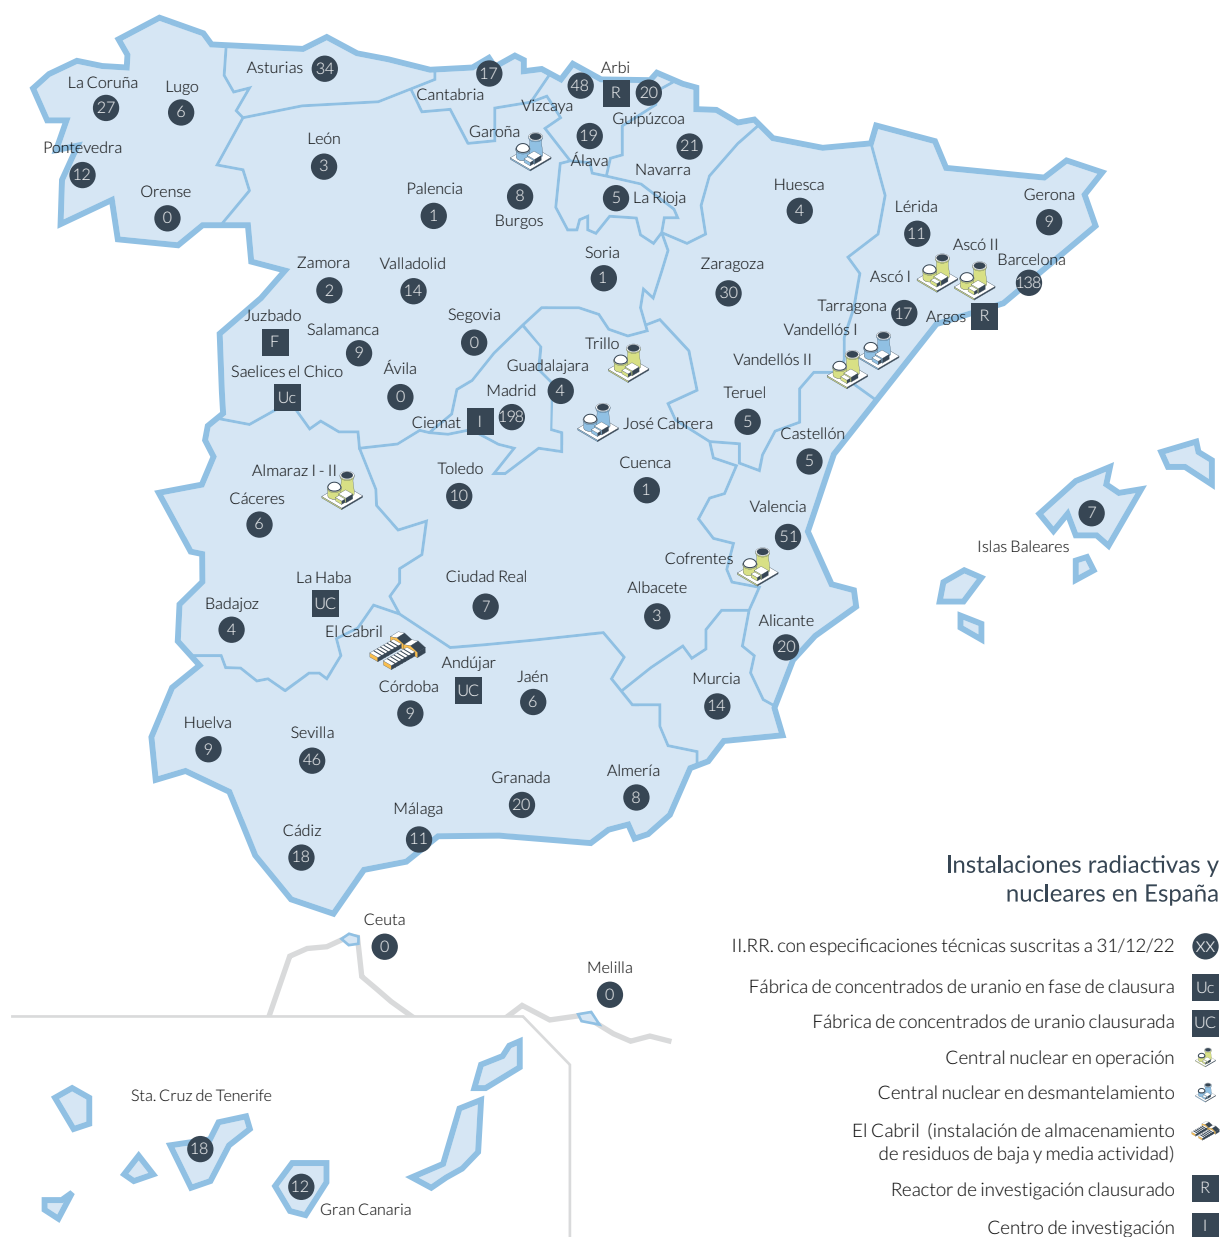 Asturias 34
17
Cantabria
La Coruña
27
Lugo
6
Pontevedra
12
Orense
0
León
3
Palencia
1
Garoña
8
Burgos
48
Vizcaya
Arbi
R
20
Guipúzcoa
19
Álava
21
Navarra
5 La Rioja
Huesca
4
Lérida
11
Gerona
9
Ascó II
Ascó I
Barcelona
138
Zamora
2
Valladolid
14
Soria
1
Zaragoza
30
Tarragona 17
Argos R
Juzbado
F
Salamanca
9
Segovia
0
Vandellós I
Vandellós II
Trillo
Saelices el Chico
Uc
Ávila
0
Guadalajara
4
Madrid
198
Ciemat I
José Cabrera
Teruel
5
Castellón
5
Almaraz I - II
Cáceres
6
Toledo
10
Cuenca
1
Valencia
51
Islas Baleares
7
Cofrentes
La Haba
UC
Ciudad Real
7
Albacete
3
Badajoz
4
Alicante
20
El Cabril
Andújar
UC
Córdoba
9
Jaén
6
Murcia
14
Huelva
9
Sevilla
46
Granada
20
Almería
8
Málaga
11
Cádiz
18
Ceuta
0
Melilla
0
Sta. Cruz de Tenerife
18
12
Gran Canaria
Instalaciones radiactivas y
nucleares en España
II.RR. con especificaciones técnicas suscritas a 31/12/22 XX
Fábrica de concentrados de uranio en fase de clausura Uc
Fábrica de concentrados de uranio clausurada UC
Central nuclear en operación
Central nuclear en desmantelamiento
El Cabril (instalación de almacenamiento
de residuos de baja y media actividad)
Reactor de investigación clausurado R
Centro de investigación I